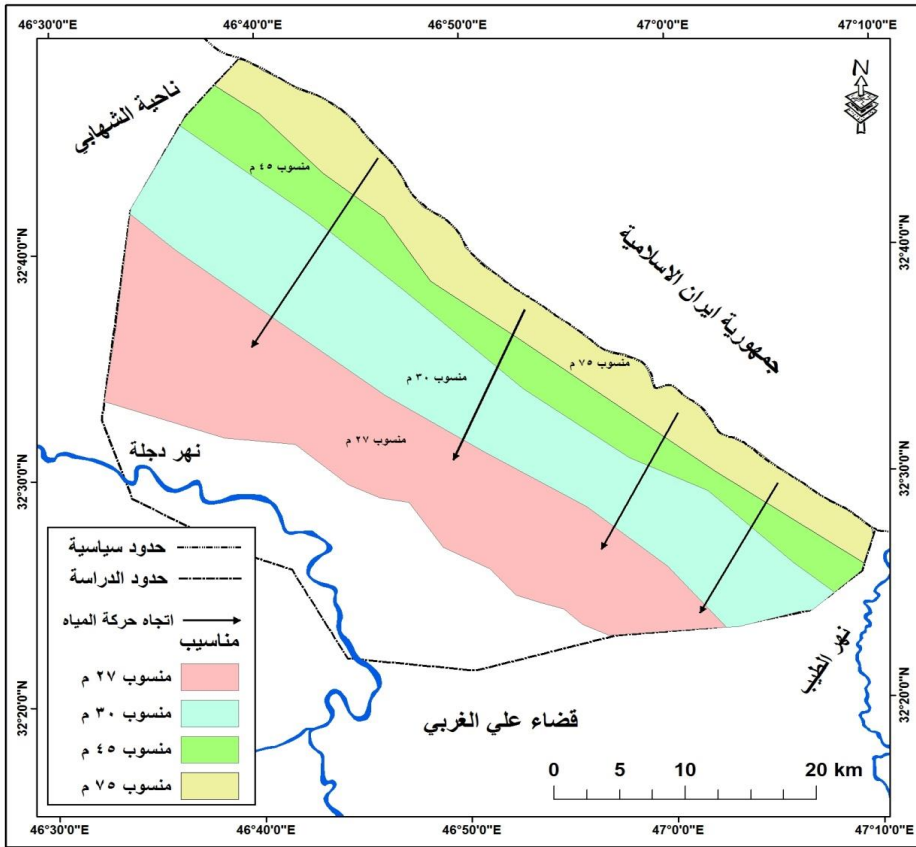 46°30'0"E
46°40'0"E
46°50'0"E
47°0'0"E
47°10'0"E
N
ناحية الشهابي
منسوب ٤٥ م
32°40'0"N
32°40'0"N
جمهورية ايران الاسلامية
منسوب ٧٥ م
منسوب ٣٠ م
منسوب ٢٧ م
نهر دجلة
32°30'0"N
32°30'0"N
حدود سياسية
حدود الدراسة
اتجاه حركة المياه
مناسيب
منسوب ٢٧ م
منسوب ٣٠ م
منسوب ٤٥ م
منسوب ٧٥ م
نهر الطيب
قضاء علي الغربي
32°20'0"N
32°20'0"N
0 5 10 20 km
46°30'0"E
46°40'0"E
46°50'0"E
47°0'0"E
47°10'0"E